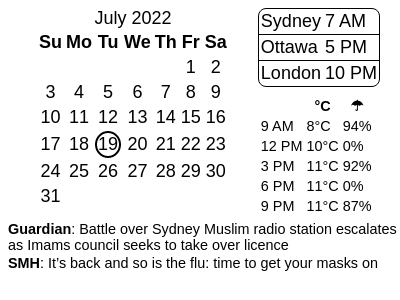 July 2022
Su Mo Tu We Th Fr Sa
1 2
3 4 5 6 7 8 9
10 11 12 13 14 15 16
17 18 19 20 21 22 23
24 25 26 27 28 29 30
31
Sydney 7 AM
Ottawa 5 PM
London 10 PM
°C ☂
9 AM 8°C 94%
12 PM 10°C 0%
3 PM 11°C 92%
6 PM 11°C 0%
9 PM 11°C 87%
Guardian: Battle over Sydney Muslim radio station escalates
as Imams council seeks to take over licence
SMH: It’s back and so is the flu: time to get your masks on